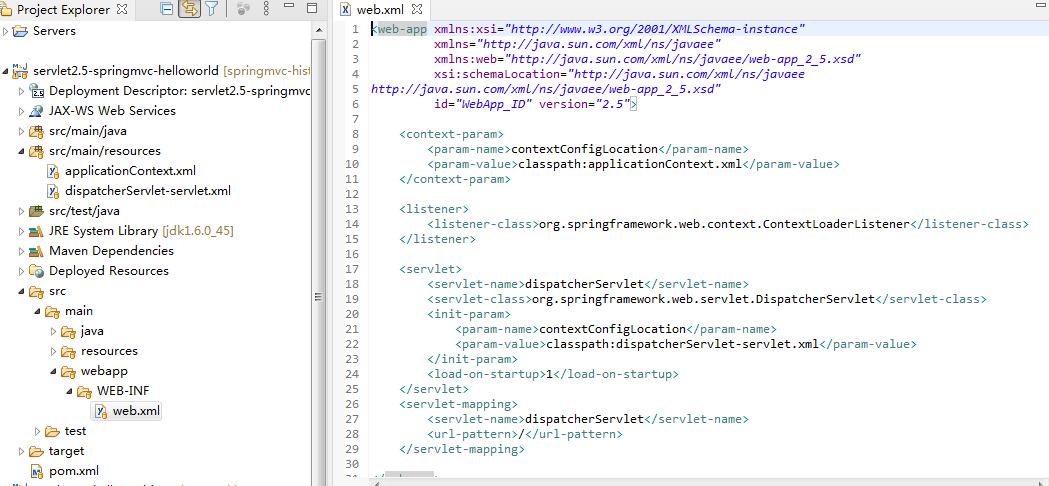 Project Explorer
Servers
servlet2.5-springmvc-helloworld [springmvc-hist
Deployment Descriptor: servlet2.5-springmvc
JAX-WS Web Services
src/main/java
src/main/resources
applicationContext.xml
dispatcherServlet-servlet.xml
src/test/java
JRE System Library [jdk1.6.0_45]
Maven Dependencies
Deployed Resources
src
main
java
resources
webapp
WEB-INF
web.xml
test
target
pom.xml
web.xml
1 <web-app xmlns:xsi="http://www.w3.org/2001/XMLSchema-instance"
2 xmlns="http://java.sun.com/xml/ns/javaee"
3 xmlns:web="http://java.sun.com/xml/ns/javaee/web-app_2_5.xsd"
4 xsi:schemaLocation="http://java.sun.com/xml/ns/javaee
5 http://java.sun.com/xml/ns/javaee/web-app_2_5.xsd"
6 id="WebApp_ID" version="2.5">
7
8 <context-param>
9 <param-name>contextConfigLocation</param-name>
10 <param-value>classpath:applicationContext.xml</param-value>
11 </context-param>
12
13 <listener>
14 <listener-class>org.springframework.web.context.ContextLoaderListener</listener-class>
15 </listener>
16
17 <servlet>
18 <servlet-name>dispatcherServlet</servlet-name>
19 <servlet-class>org.springframework.web.servlet.DispatcherServlet</servlet-class>
20 <init-param>
21 <param-name>contextConfigLocation</param-name>
22 <param-value>classpath:dispatcherServlet-servlet.xml</param-value>
23 </init-param>
24 <load-on-startup>1</load-on-startup>
25 </servlet>
26 <servlet-mapping>
27 <servlet-name>dispatcherServlet</servlet-name>
28 <url-pattern>/</url-pattern>
29 </servlet-mapping>
30